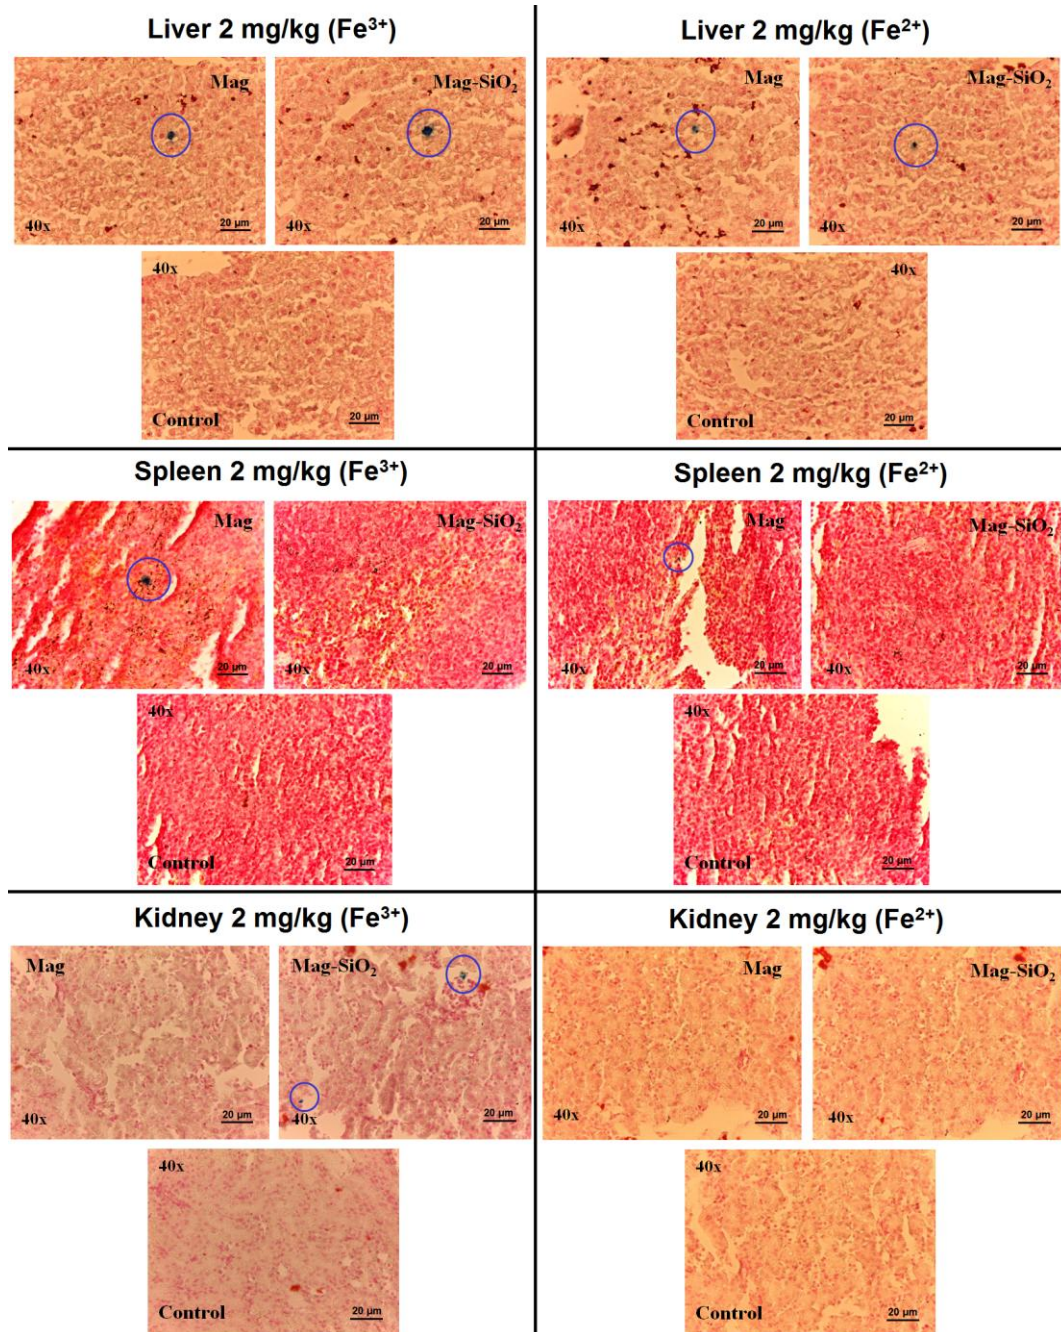 Liver 2 mg/kg (Fe³⁺)
Mag
40x
20 µm
Mag-SiO₂
40x
20 µm
40x
Control
20 µm
Liver 2 mg/kg (Fe²⁺)
Mag
40x
20 µm
Mag-SiO₂
40x
20 µm
40x
Control
20 µm
Spleen 2 mg/kg (Fe³⁺)
Mag
40x
20 µm
Mag-SiO₂
40x
20 µm
40x
Control
20 µm
Spleen 2 mg/kg (Fe²⁺)
Mag
40x
20 µm
Mag-SiO₂
40x
20 µm
40x
Control
20 µm
Kidney 2 mg/kg (Fe³⁺)
Mag
40x
20 µm
Mag-SiO₂
40x
20 µm
40x
Control
20 µm
Kidney 2 mg/kg (Fe²⁺)
Mag
40x
20 µm
Mag-SiO₂
40x
20 µm
40x
Control
20 µm